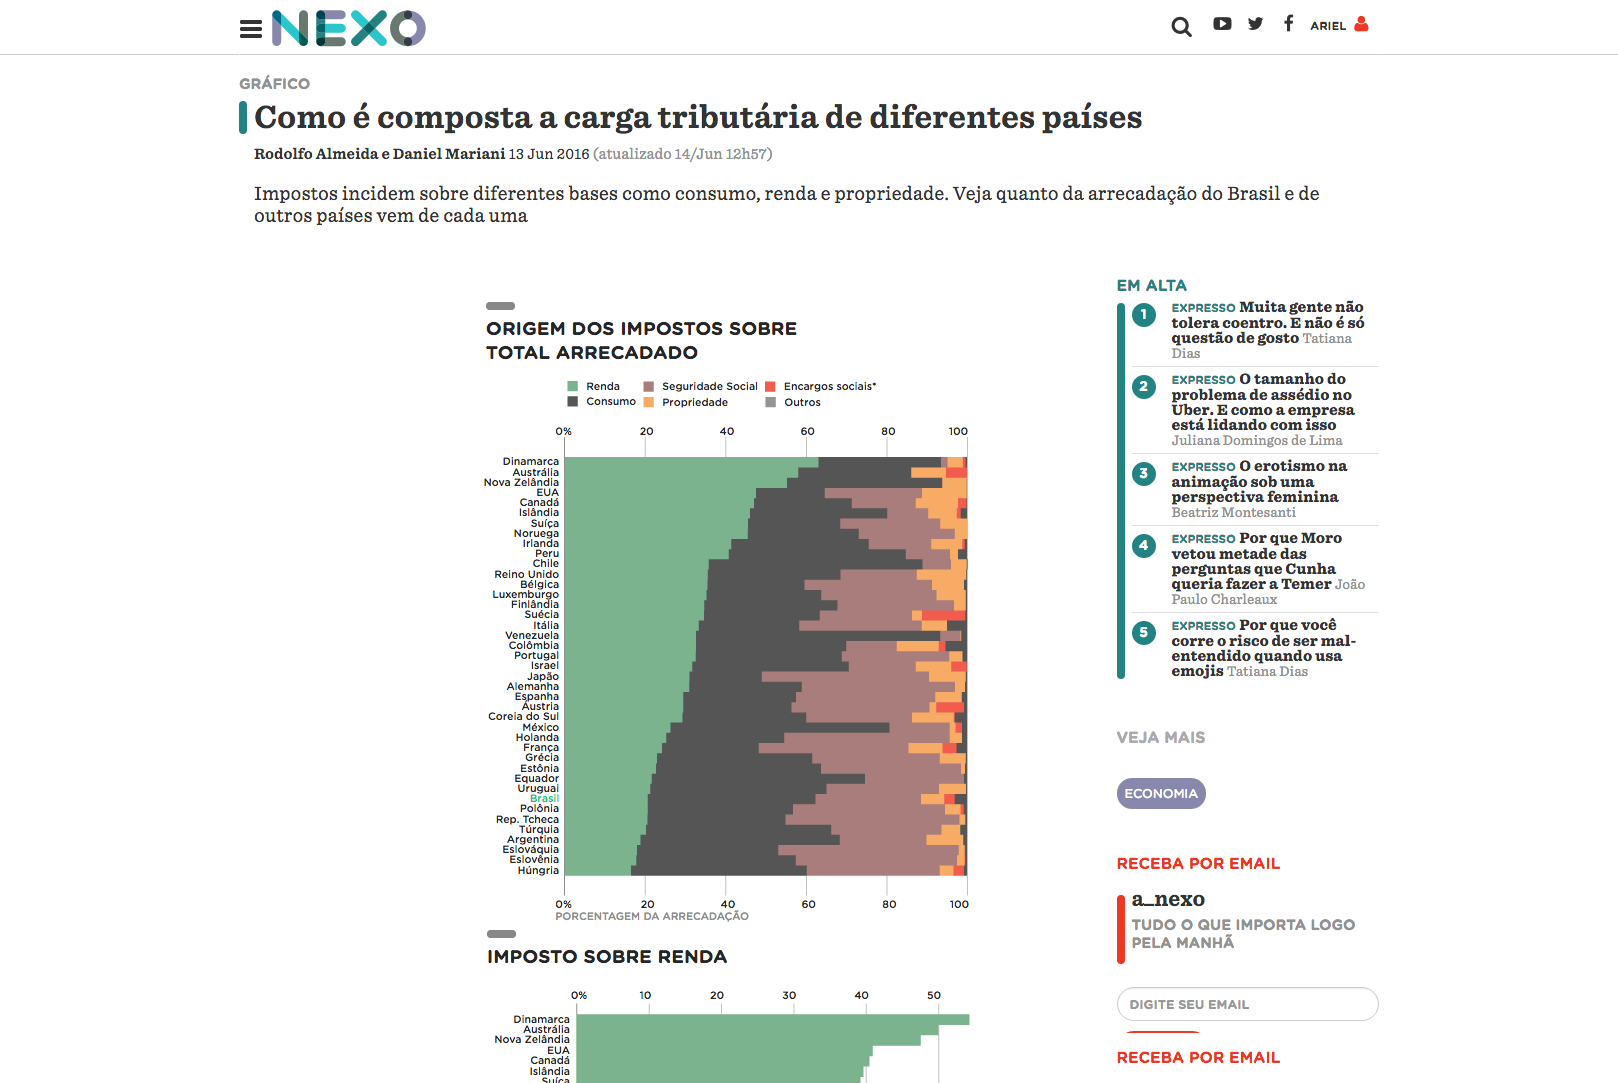 NEXO
ARIEL
GRÁFICO
Como é composta a carga tributária de diferentes países
Rodolfo Almeida e Daniel Mariani 13 Jun 2016 (atualizado 14/Jun 12h57)
Impostos incidem sobre diferentes bases como consumo, renda e propriedade. Veja quanto da arrecadação do Brasil e de
outros países vem de cada uma
ORIGEM DOS IMPOSTOS SOBRE
TOTAL ARRECADADO
Renda Seguridade Social Encargos sociais*
Consumo Propriedade Outros
0% 20 40 60 80 100
Dinamarca
Austrália
Nova Zelândia
EUA
Canadá
Islândia
Suíça
Noruega
Irlanda
Peru
Chile
Reino Unido
Bélgica
Luxemburgo
Finlândia
Suécia
Itália
Venezuela
Colômbia
Portugal
Israel
Japão
Alemanha
Espanha
Áustria
Coreia do Sul
México
Holanda
França
Grécia
Estônia
Equador
Uruguai
Brasil
Polônia
Rep. Tcheca
Túrquia
Argentina
Eslováquia
Eslovênia
Húngria
0% 20 40 60 80 100
PORCENTAGEM DA ARRECADAÇÃO
IMPOSTO SOBRE RENDA
0% 10 20 30 40 50
Dinamarca
Austrália
Nova Zelândia
EUA
Canadá
Islândia
Suíça
EM ALTA
1 EXPRESSO Muita gente não
tolera coentro. E não é só
questão de gosto Tatiana
Dias
2 EXPRESSO O tamanho do
problema de assédio no
Uber. E como a empresa
está lidando com isso
Juliana Domingos de Lima
3 EXPRESSO O erotismo na
animação sob uma
perspectiva feminina
Beatriz Montesanti
4 EXPRESSO Por que Moro
vetou metade das
perguntas que Cunha
queria fazer a Temer João
Paulo Charleaux
5 EXPRESSO Por que você
corre o risco de ser mal-
entendido quando usa
emojis Tatiana Dias
VEJA MAIS
ECONOMIA
RECEBA POR EMAIL
a_nexo
TUDO O QUE IMPORTA LOGO
PELA MANHÃ
DIGITE SEU EMAIL
RECEBA POR EMAIL